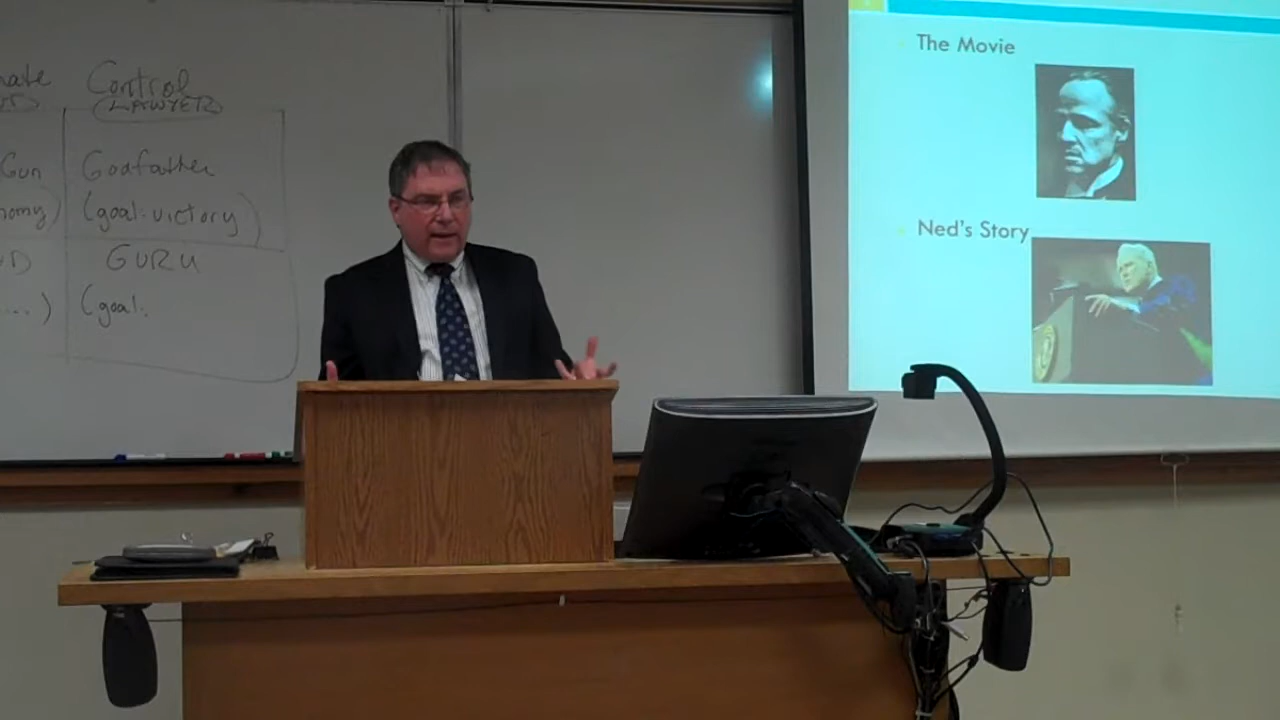 Control
LAWYER
Gun
Godfather
(goal: victory)
GURU
(goal:
The Movie
Ned's Story